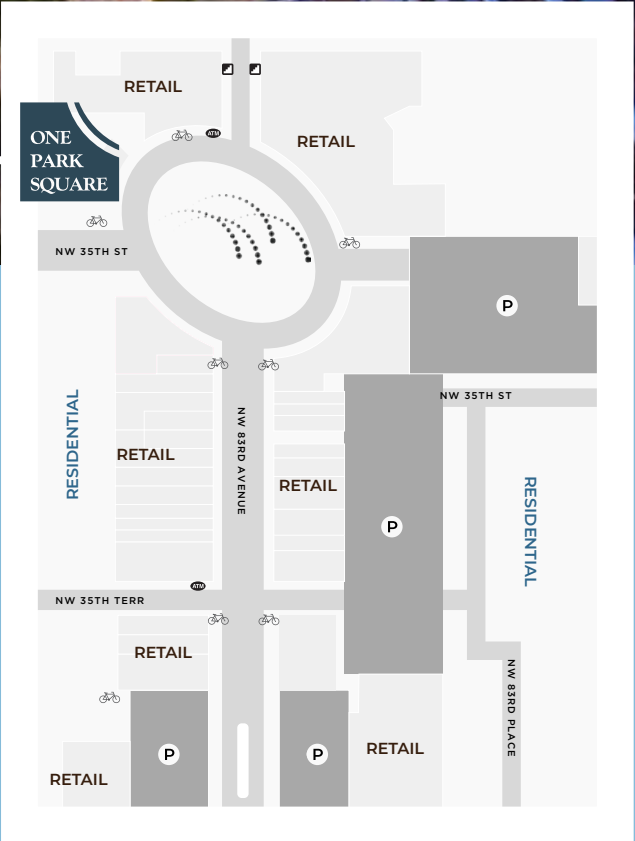 RETAIL
ATM
RETAIL
ONE
PARK
SQUARE
NW 35TH ST
P
NW 35TH ST
RESIDENTIAL
NW 83RD AVENUE
RETAIL
RETAIL
P
RESIDENTIAL
ATM
NW 35TH TERR
RETAIL
NW 83RD PLACE
P
P
RETAIL
RETAIL